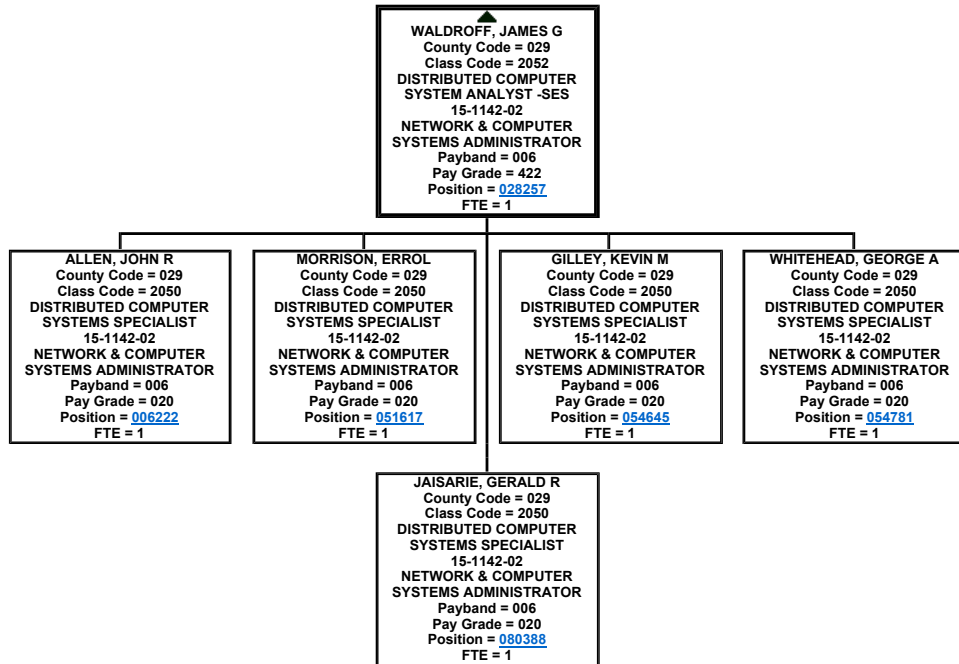 WALDROFF, JAMES G
County Code = 029
Class Code = 2052
DISTRIBUTED COMPUTER
SYSTEM ANALYST -SES
15-1142-02
NETWORK & COMPUTER
SYSTEMS ADMINISTRATOR
Payband = 006
Pay Grade = 422
Position = 028257
FTE = 1
ALLEN, JOHN R
County Code = 029
Class Code = 2050
DISTRIBUTED COMPUTER
SYSTEMS SPECIALIST
15-1142-02
NETWORK & COMPUTER
SYSTEMS ADMINISTRATOR
Payband = 006
Pay Grade = 020
Position = 006222
FTE = 1
MORRISON, ERROL
County Code = 029
Class Code = 2050
DISTRIBUTED COMPUTER
SYSTEMS SPECIALIST
15-1142-02
NETWORK & COMPUTER
SYSTEMS ADMINISTRATOR
Payband = 006
Pay Grade = 020
Position = 051617
FTE = 1
GILLEY, KEVIN M
County Code = 029
Class Code = 2050
DISTRIBUTED COMPUTER
SYSTEMS SPECIALIST
15-1142-02
NETWORK & COMPUTER
SYSTEMS ADMINISTRATOR
Payband = 006
Pay Grade = 020
Position = 054645
FTE = 1
WHITEHEAD, GEORGE A
County Code = 029
Class Code = 2050
DISTRIBUTED COMPUTER
SYSTEMS SPECIALIST
15-1142-02
NETWORK & COMPUTER
SYSTEMS ADMINISTRATOR
Payband = 006
Pay Grade = 020
Position = 054781
FTE = 1
JAISARIE, GERALD R
County Code = 029
Class Code = 2050
DISTRIBUTED COMPUTER
SYSTEMS SPECIALIST
15-1142-02
NETWORK & COMPUTER
SYSTEMS ADMINISTRATOR
Payband = 006
Pay Grade = 020
Position = 080388
FTE = 1